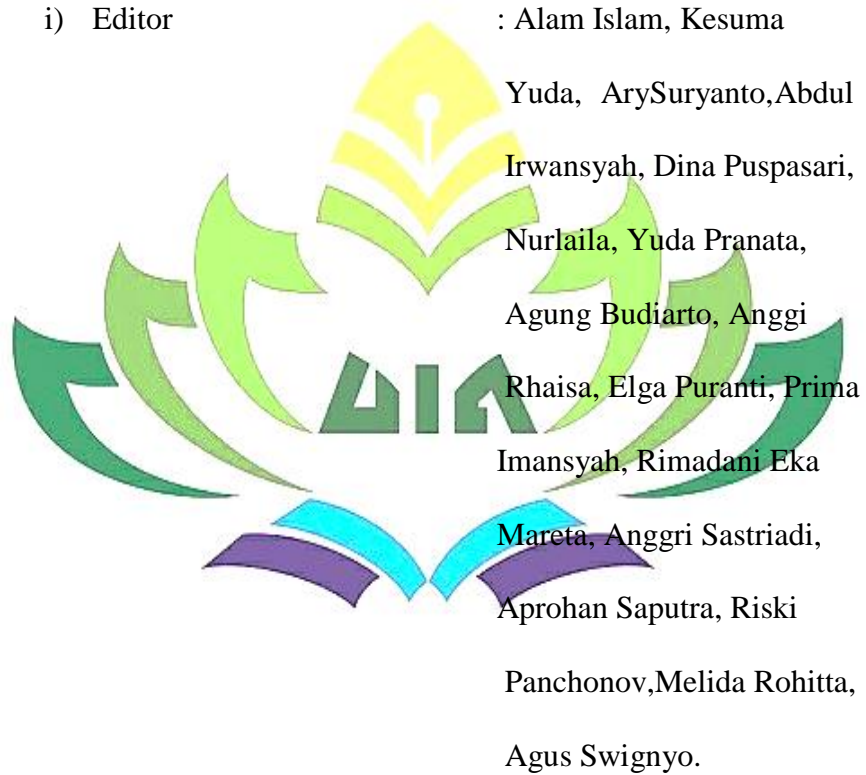 i) Editor : Alam Islam, Kesuma
Yuda, ArySuryanto,Abdul
Irwansyah, Dina Puspasari,
Nurlaila, Yuda Pranata,
Agung Budiarto, Anggi
Rhaisa, Elga Puranti, Prima
UIN
Imansyah, Rimadani Eka
Mareta, Anggri Sastriadi,
Aprohan Saputra, Riski
Panchonov,Melida Rohitta,
Agus Swignyo.